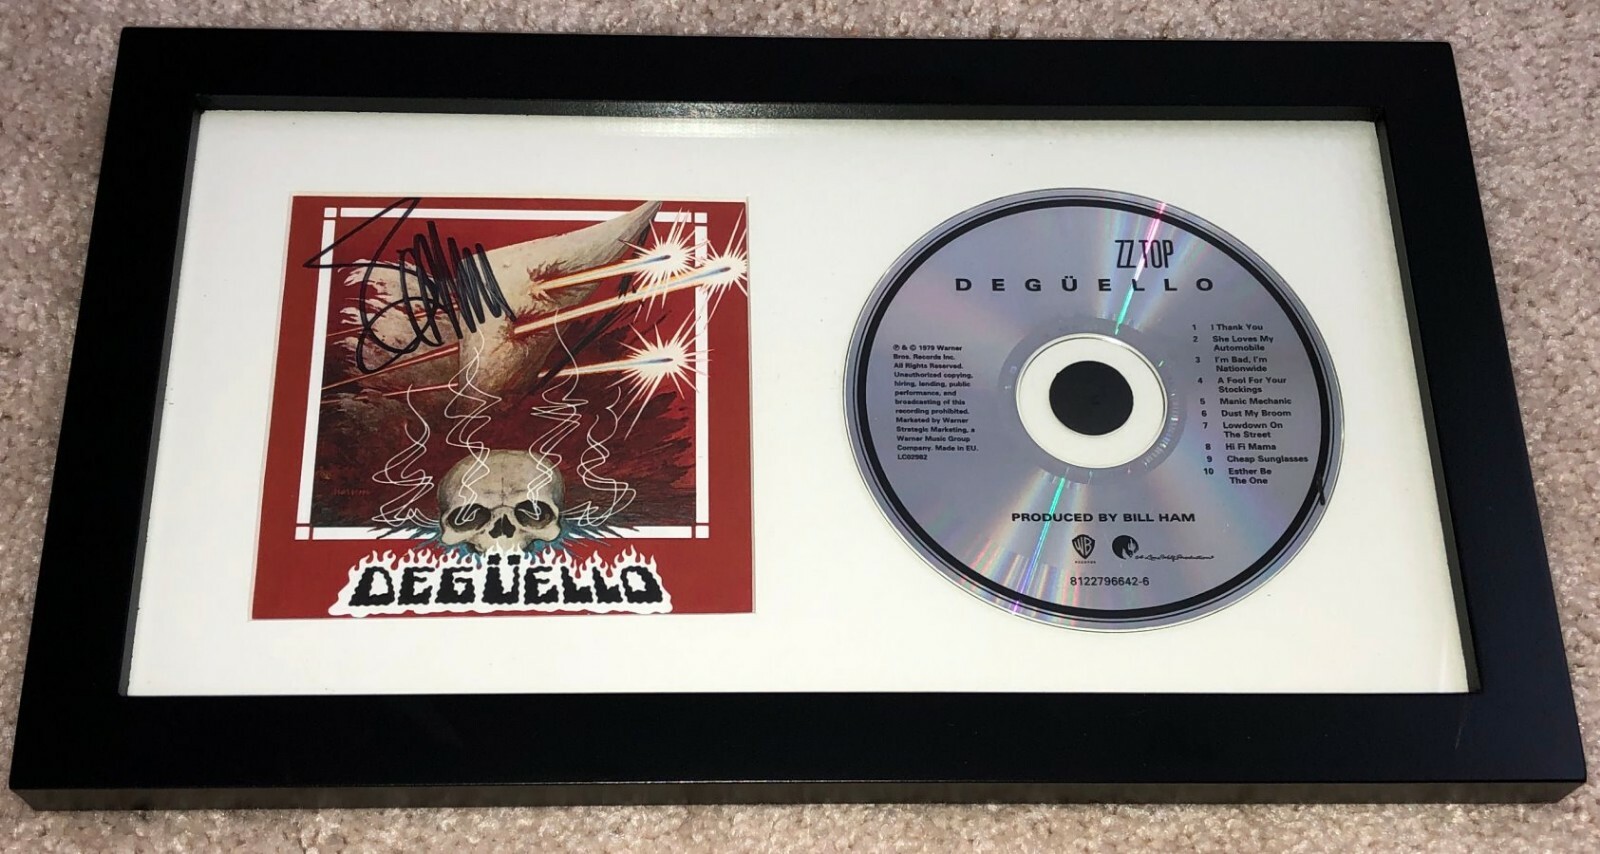 DEGÜELLO
ZZ TOP
DEGÜELLO
℗ & © 1979 Warner
Bros. Records Inc.
All Rights Reserved.
Unauthorized copying,
hiring, lending, public
performance, and
broadcasting of this
recording prohibited.
Marketed by Warner
Strategic Marketing, a
Warner Music Group
Company. Made in EU.
LC02982
1 I Thank You
2 She Loves My
Automobile
3 I'm Bad, I'm
Nationwide
4 A Fool For Your
Stockings
5 Manic Mechanic
6 Dust My Broom
7 Lowdown On
The Street
8 Hi Fi Mama
9 Cheap Sunglasses
10 Esther Be
The One
PRODUCED BY BILL HAM
WB
RECORDS
8122796642-6